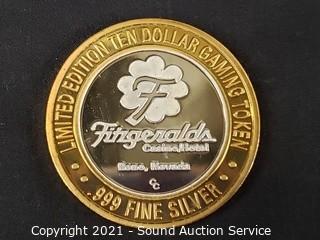 LIMITED EDITION TEN DOLLAR GAMING TOKEN
F
Fitzgeralds
Casino/Hotel
Reno, Nevada
CC
.999 FINE SILVER
Copyright 2021 - Sound Auction Service